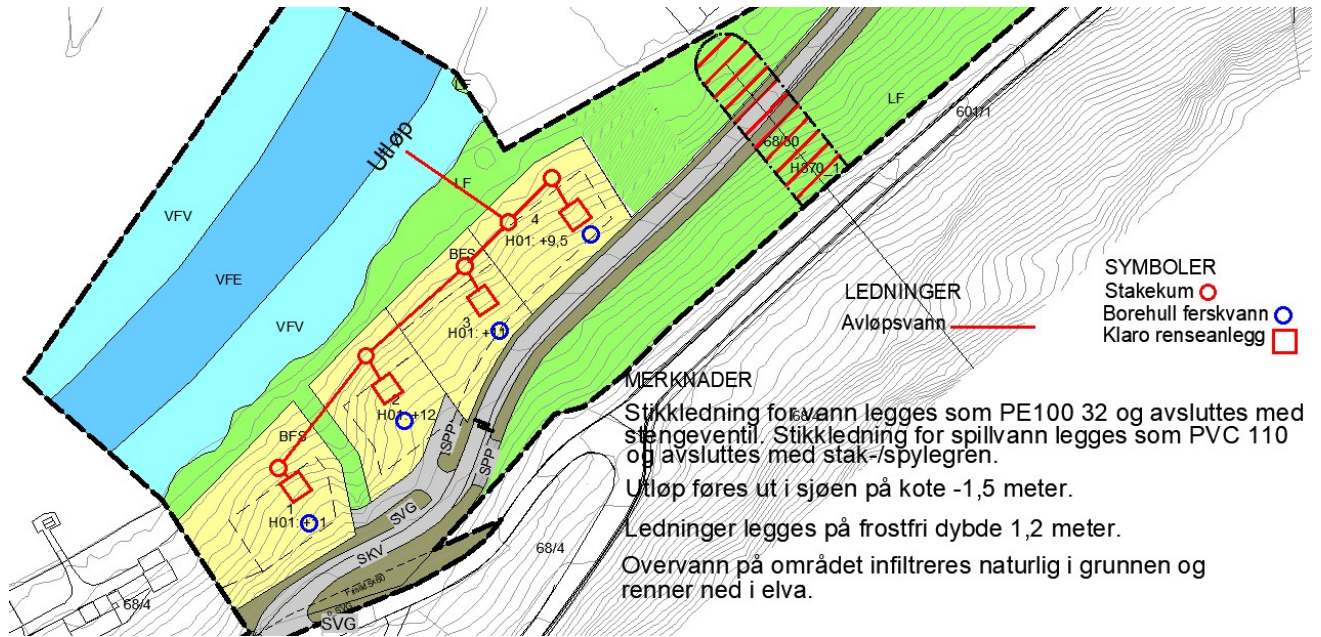 Utløp
LF
LF
LF
601/1
68/30
H370_1
VFV
VFE
VFV
4
H01: +9,5
BFS
3
H01: +11
2
H01: +12
BFS
1
H01: +11
SPP
SPP
SVG
SKV
SVG
68/4
68/4
SYMBOLER
Stakekum
Borehull ferskvann
Klaro renseanlegg
LEDNINGER
Avløpsvann
MERKNADER
Stikkledning for vann legges som PE100 32 og avsluttes med
stengeventil. Stikkledning for spillvann legges som PVC 110
og avsluttes med stak-/spylegren.
Utløp føres ut i sjøen på kote -1,5 meter.
Ledninger legges på frostfri dybde 1,2 meter.
Overvann på området infiltreres naturlig i grunnen og
renner ned i elva.